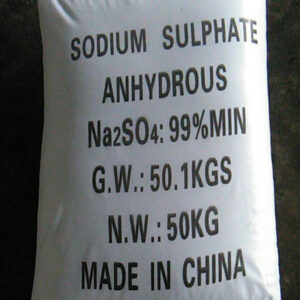 SODIUM SULPHATE
ANHYDROUS
Na2SO4: 99%MIN
G.W.: 50.1KGS
N.W.: 50KG
MADE IN CHINA